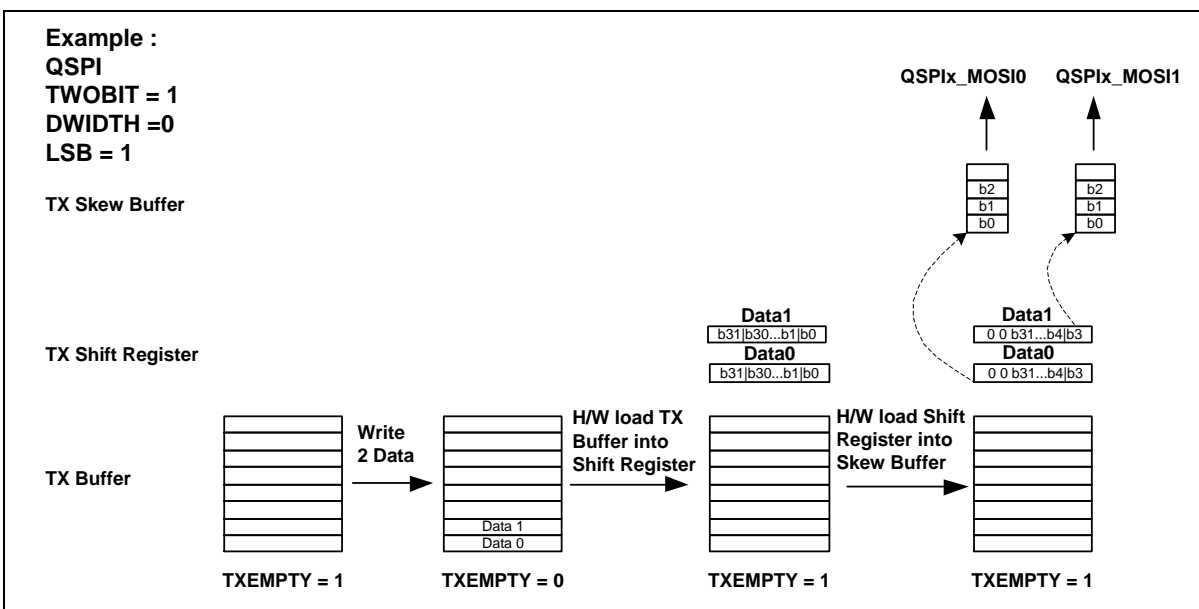 Example :
QSPI
TWOBIT = 1
DWIDTH =0
LSB = 1
QSPIx_MOSI0
QSPIx_MOSI1
TX Skew Buffer
b2
b1
b0
b2
b1
b0
TX Shift Register
Data1
b31|b30...b1|b0
Data0
b31|b30...b1|b0
Data1
0 0 b31...b4|b3
Data0
0 0 b31...b4|b3
TX Buffer
Write
2 Data
Data 1
Data 0
H/W load TX
Buffer into
Shift Register
H/W load Shift
Register into
Skew Buffer
TXEMPTY = 1
TXEMPTY = 0
TXEMPTY = 1
TXEMPTY = 1